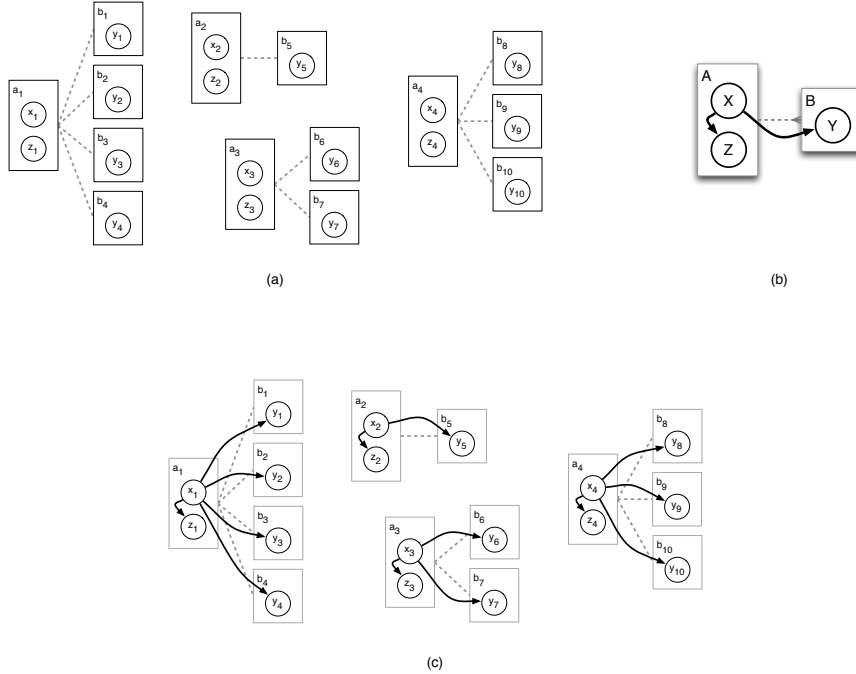 a1
x1
z1
b1
y1
b2
y2
b3
y3
b4
y4
a2
x2
z2
b5
y5
a3
x3
z3
b6
y6
b7
y7
a4
x4
z4
b8
y8
b9
y9
b10
y10
(a)
A
X
Z
B
Y
(b)
a1
x1
z1
b1
y1
b2
y2
b3
y3
b4
y4
a2
x2
z2
b5
y5
a3
x3
z3
b6
y6
b7
y7
a4
x4
z4
b8
y8
b9
y9
b10
y10
(c)